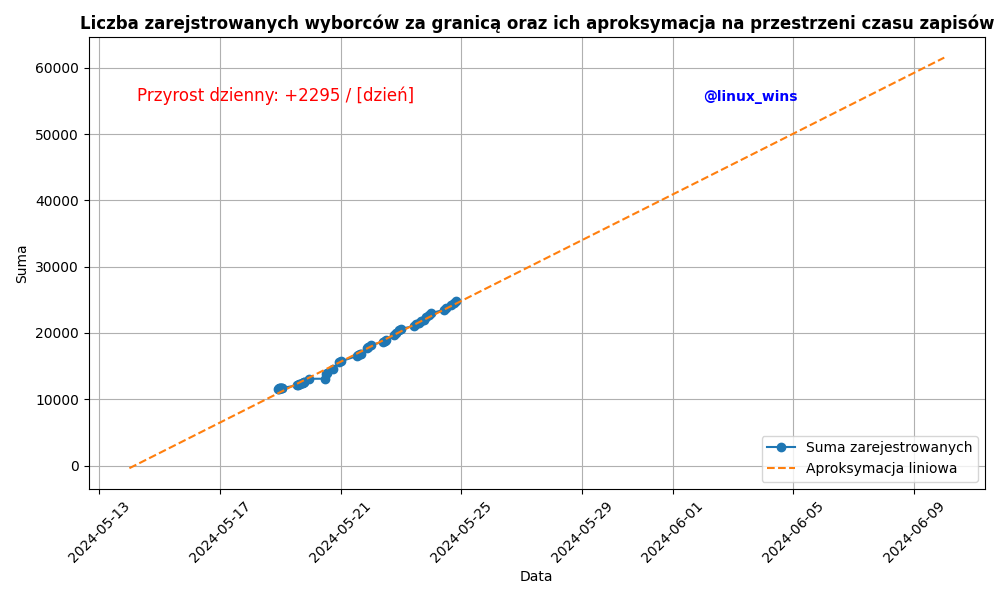 Liczba zarejstrowanych wyborców za granicą oraz ich aproksymacja na przestrzeni czasu zapisów
Przyrost dzienny: +2295 / [dzień]
@linux_wins
60000
50000
40000
30000
20000
10000
0
Suma
Suma zarejestrowanych
Aproksymacja liniowa
2024-05-13
2024-05-17
2024-05-21
2024-05-25
2024-05-29
2024-06-01
2024-06-05
2024-06-09
Data